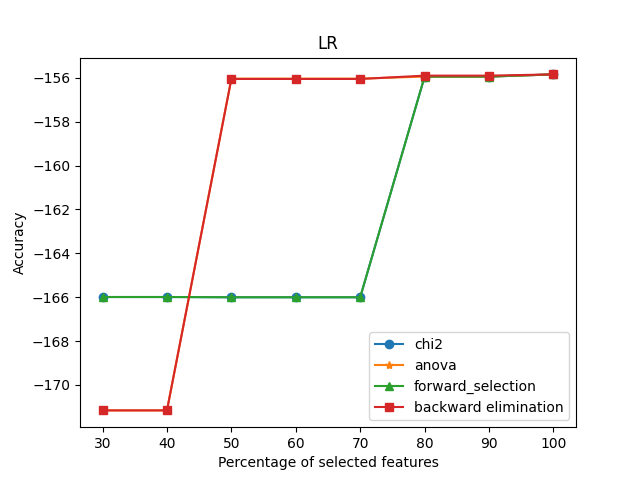 LR
Accuracy
−156
−158
−160
−162
−164
−166
−168
−170
30 40 50 60 70 80 90 100
Percentage of selected features
chi2
anova
forward_selection
backward elimination